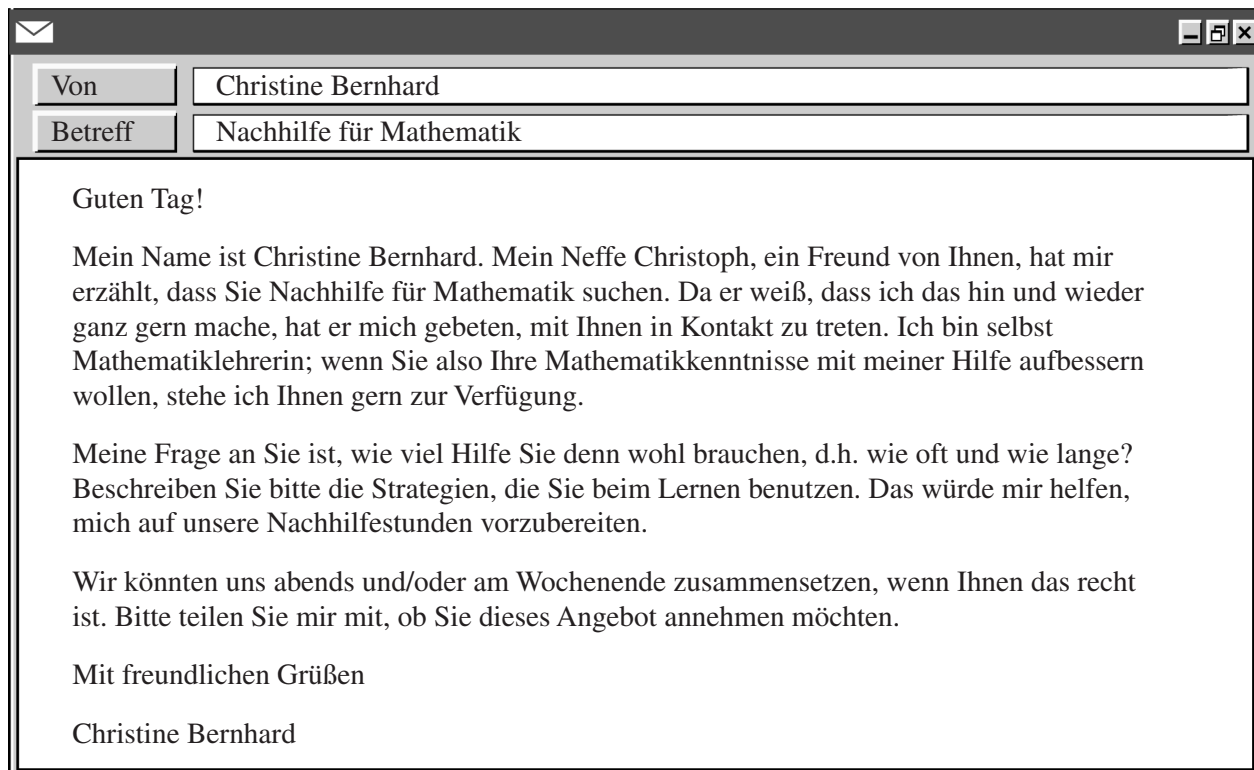 Von Christine Bernhard
Betreff Nachhilfe für Mathematik
Guten Tag!
Mein Name ist Christine Bernhard. Mein Neffe Christoph, ein Freund von Ihnen, hat mir
erzählt, dass Sie Nachhilfe für Mathematik suchen. Da er weiß, dass ich das hin und wieder
ganz gern mache, hat er mich gebeten, mit Ihnen in Kontakt zu treten. Ich bin selbst
Mathematiklehrerin; wenn Sie also Ihre Mathematikkenntnisse mit meiner Hilfe aufbessern
wollen, stehe ich Ihnen gern zur Verfügung.
Meine Frage an Sie ist, wie viel Hilfe Sie denn wohl brauchen, d.h. wie oft und wie lange?
Beschreiben Sie bitte die Strategien, die Sie beim Lernen benutzen. Das würde mir helfen,
mich auf unsere Nachhilfestunden vorzubereiten.
Wir könnten uns abends und/oder am Wochenende zusammensetzen, wenn Ihnen das recht
ist. Bitte teilen Sie mir mit, ob Sie dieses Angebot annehmen möchten.
Mit freundlichen Grüßen
Christine Bernhard